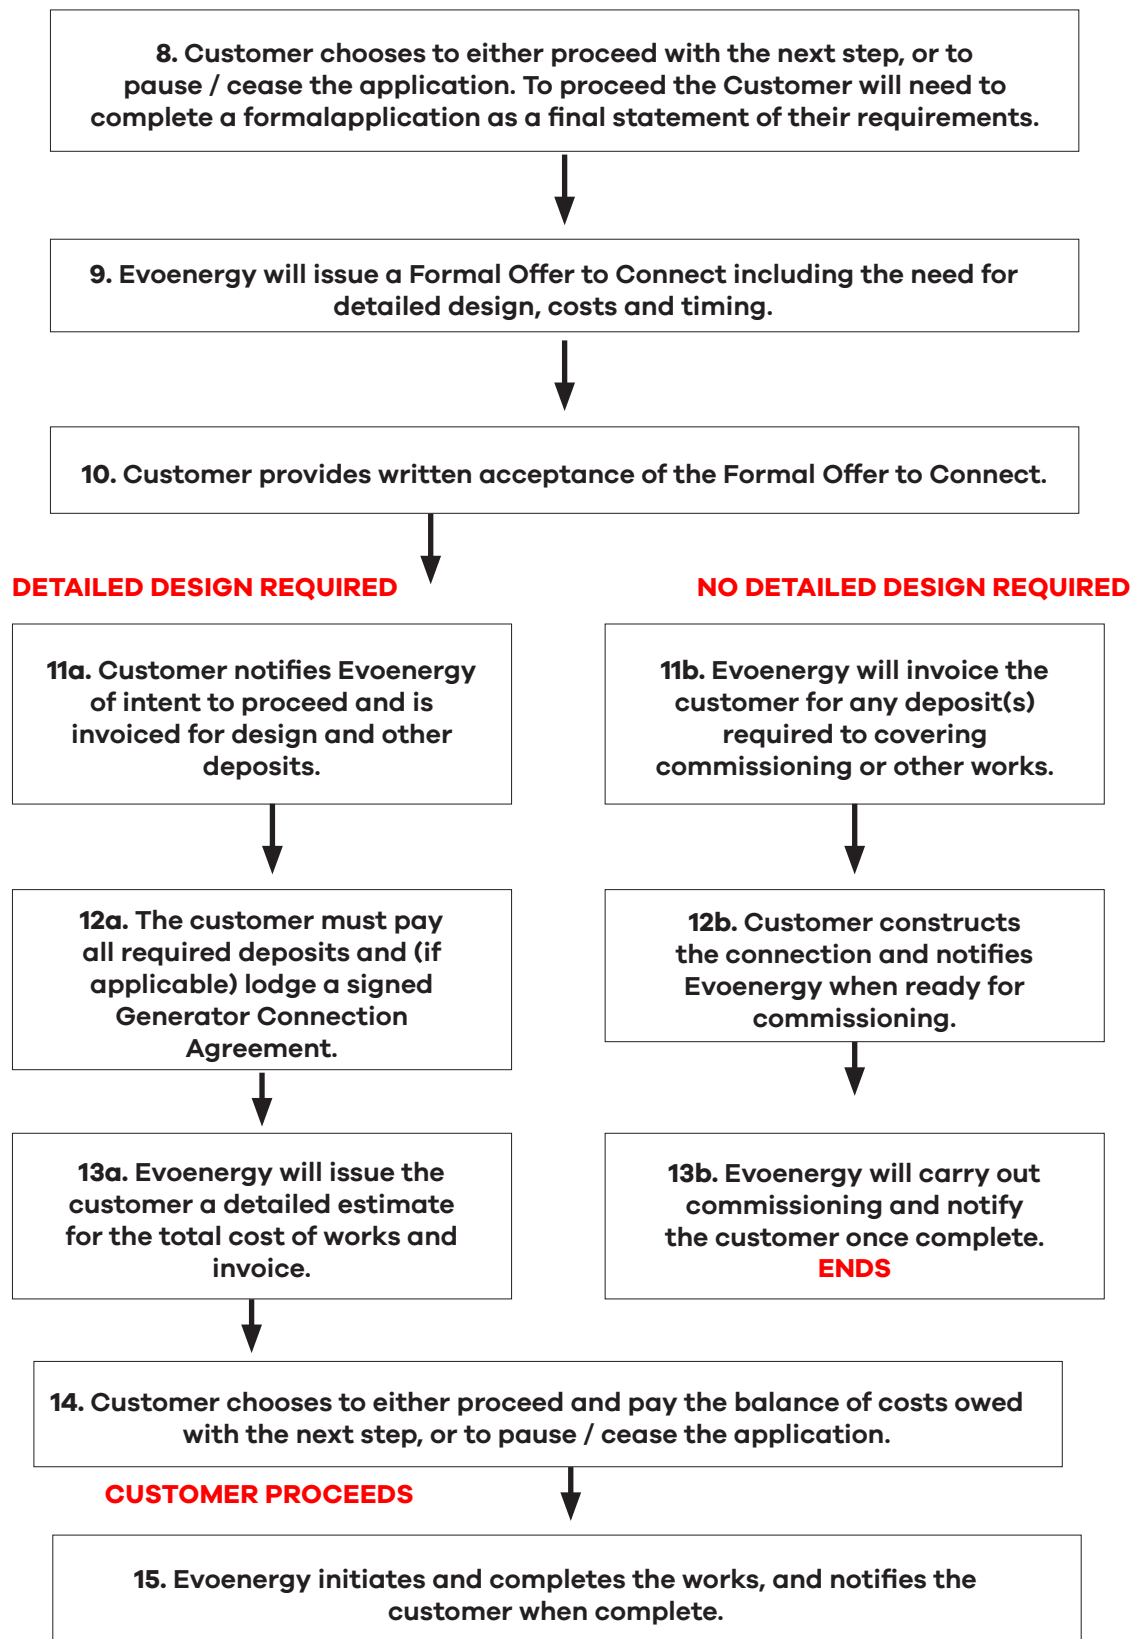 8. Customer chooses to either proceed with the next step, or to
pause / cease the application. To proceed the Customer will need to
complete a formalapplication as a final statement of their requirements.
9. Evoenergy will issue a Formal Offer to Connect including the need for
detailed design, costs and timing.
10. Customer provides written acceptance of the Formal Offer to Connect.
DETAILED DESIGN REQUIRED
11a. Customer notifies Evoenergy
of intent to proceed and is
invoiced for design and other
deposits.
12a. The customer must pay
all required deposits and (if
applicable) lodge a signed
Generator Connection
Agreement.
13a. Evoenergy will issue the
customer a detailed estimate
for the total cost of works and
invoice.
NO DETAILED DESIGN REQUIRED
11b. Evoenergy will invoice the
customer for any deposit(s)
required to covering
commissioning or other works.
12b. Customer constructs
the connection and notifies
Evoenergy when ready for
commissioning.
13b. Evoenergy will carry out
commissioning and notify
the customer once complete.
ENDS
14. Customer chooses to either proceed and pay the balance of costs owed
with the next step, or to pause / cease the application.
CUSTOMER PROCEEDS
15. Evoenergy initiates and completes the works, and notifies the
customer when complete.